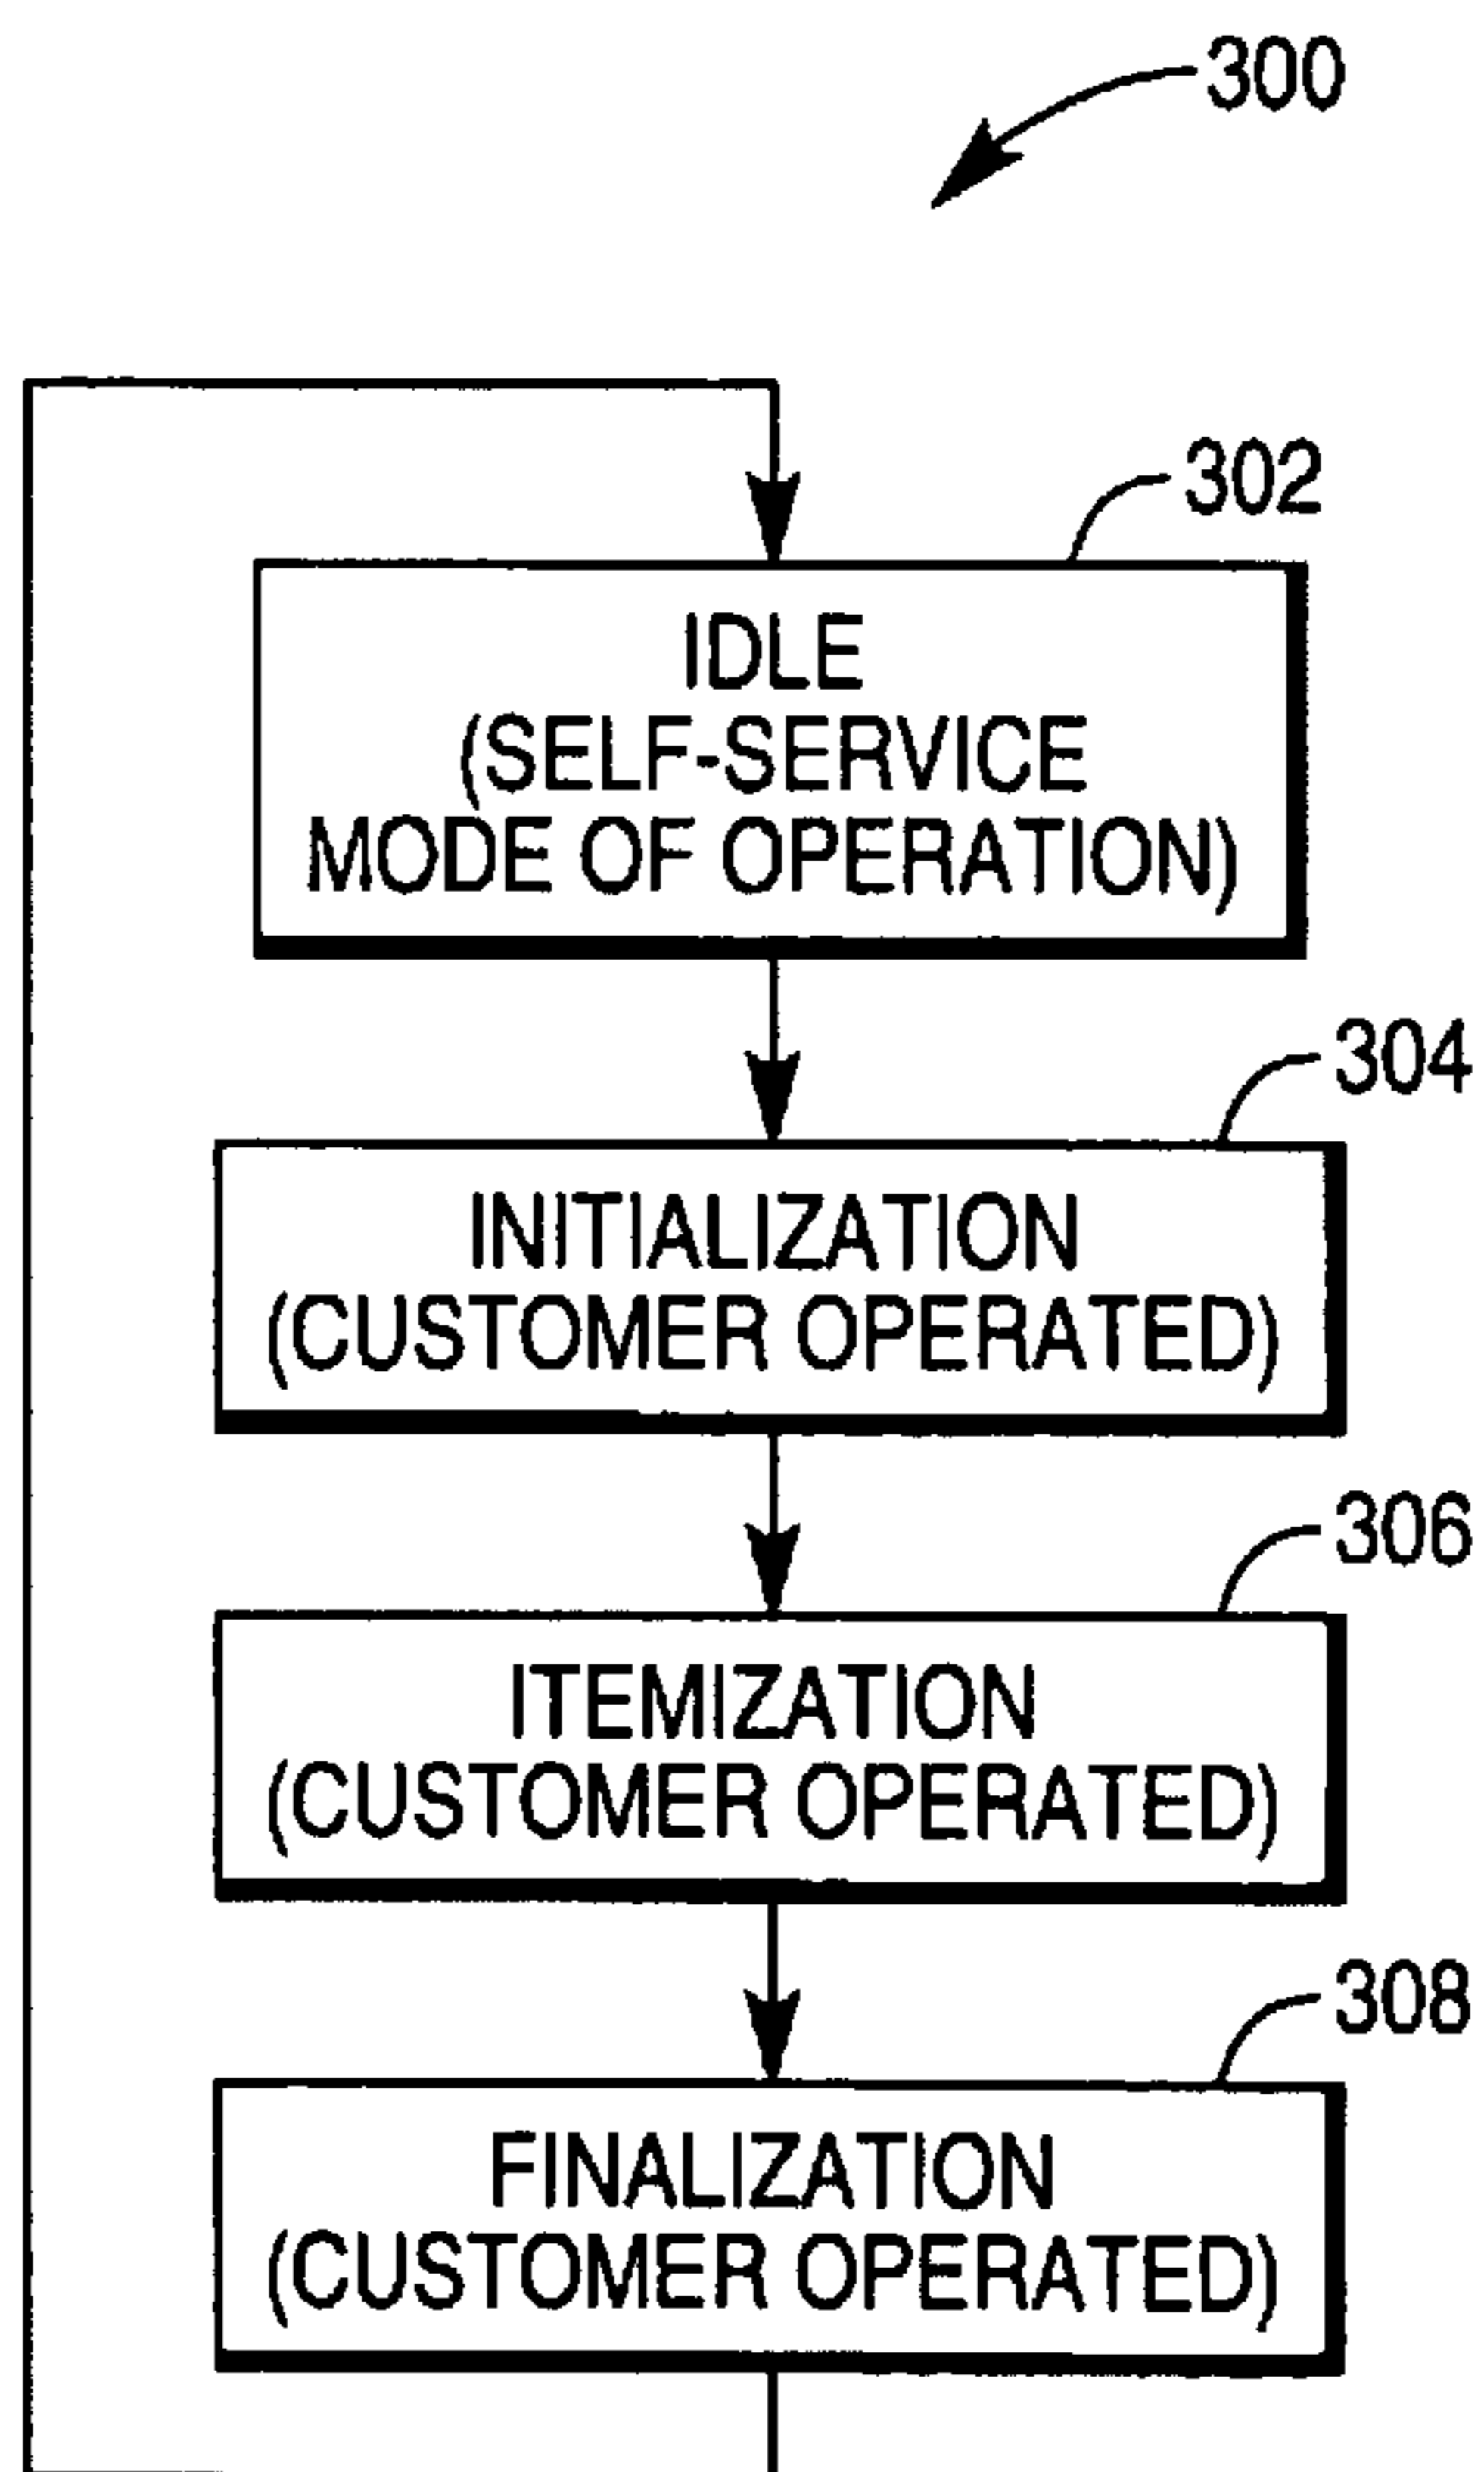 300
302
IDLE
(SELF-SERVICE
MODE OF OPERATION)
304
INITIALIZATION
(CUSTOMER OPERATED)
306
ITEMIZATION
(CUSTOMER OPERATED)
308
FINALIZATION
(CUSTOMER OPERATED)